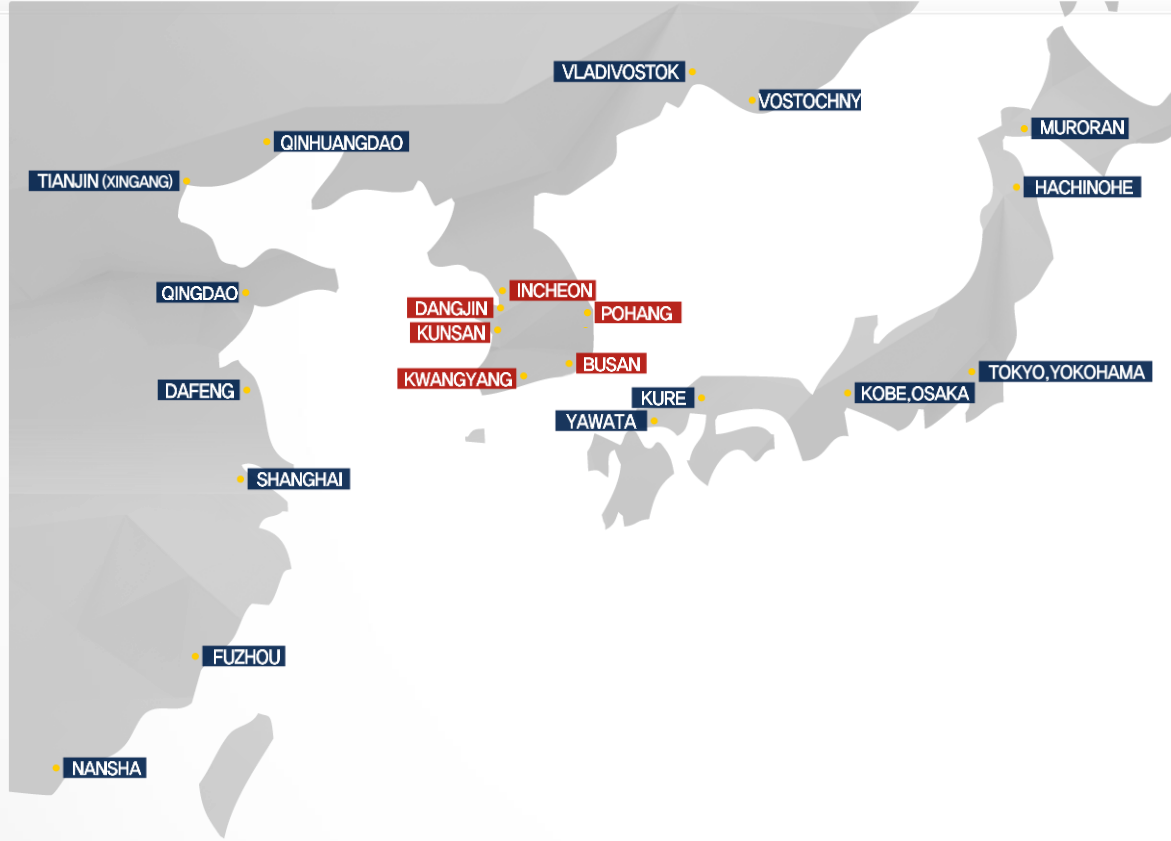 VLADIVOSTOK
VOSTOCHNY
MURORAN
QINHUANGDAO
TIANJIN (XINGANG)
HACHINOHE
QINGDAO
INCHEON
DANGJIN
POHANG
KUNSAN
BUSAN
KWANGYANG
TOKYO,YOKOHAMA
DAFENG
KURE
KOBE,OSAKA
YAWATA
SHANGHAI
FUZHOU
NANSHA